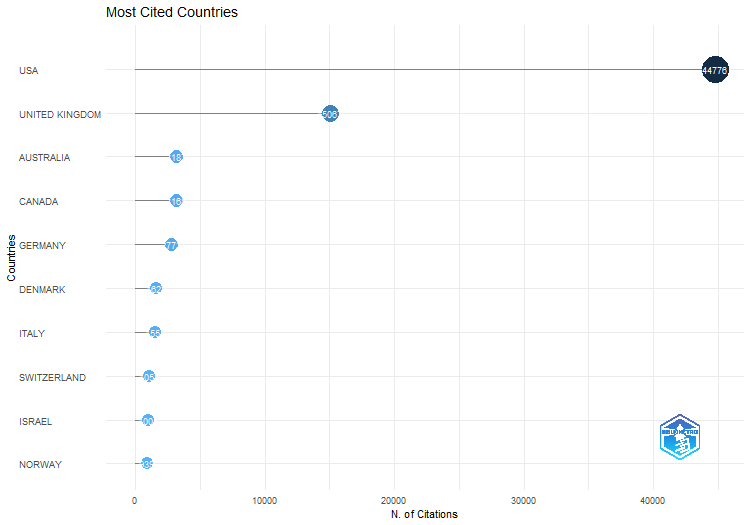 Most Cited Countries
USA
44776
UNITED KINGDOM
AUSTRALIA
CANADA
GERMANY
DENMARK
ITALY
SWITZERLAND
ISRAEL
NORWAY
Countries
0 10000 20000 30000 40000
N. of Citations